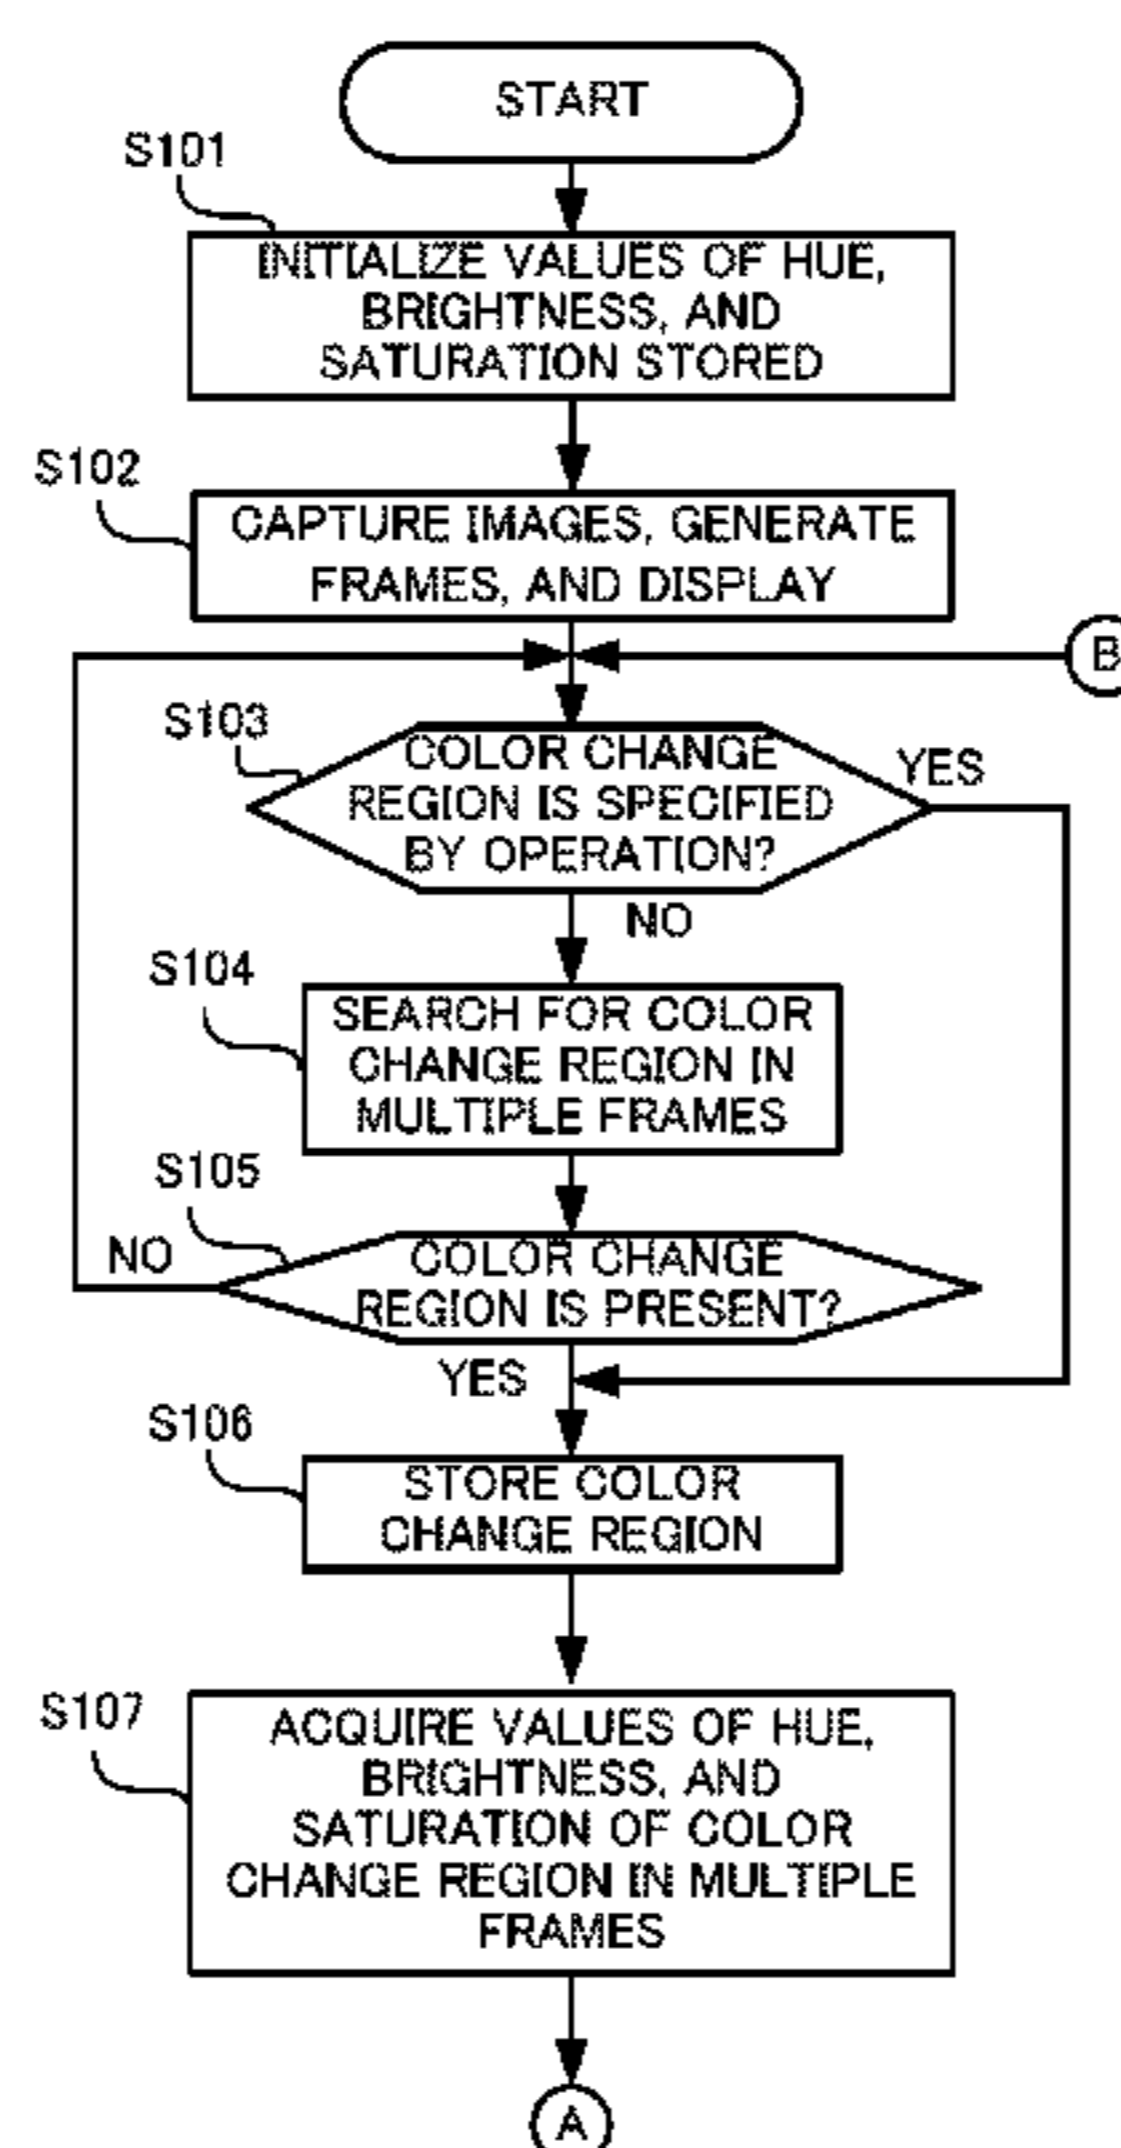 START
S101
INITIALIZE VALUES OF HUE,
BRIGHTNESS, AND
SATURATION STORED
S102
CAPTURE IMAGES, GENERATE
FRAMES, AND DISPLAY
B
S103
COLOR CHANGE
REGION IS SPECIFIED
BY OPERATION?
YES
NO
S104
SEARCH FOR COLOR
CHANGE REGION IN
MULTIPLE FRAMES
S105
NO
COLOR CHANGE
REGION IS PRESENT?
YES
S106
STORE COLOR
CHANGE REGION
S107
ACQUIRE VALUES OF HUE,
BRIGHTNESS, AND
SATURATION OF COLOR
CHANGE REGION IN MULTIPLE
FRAMES
A